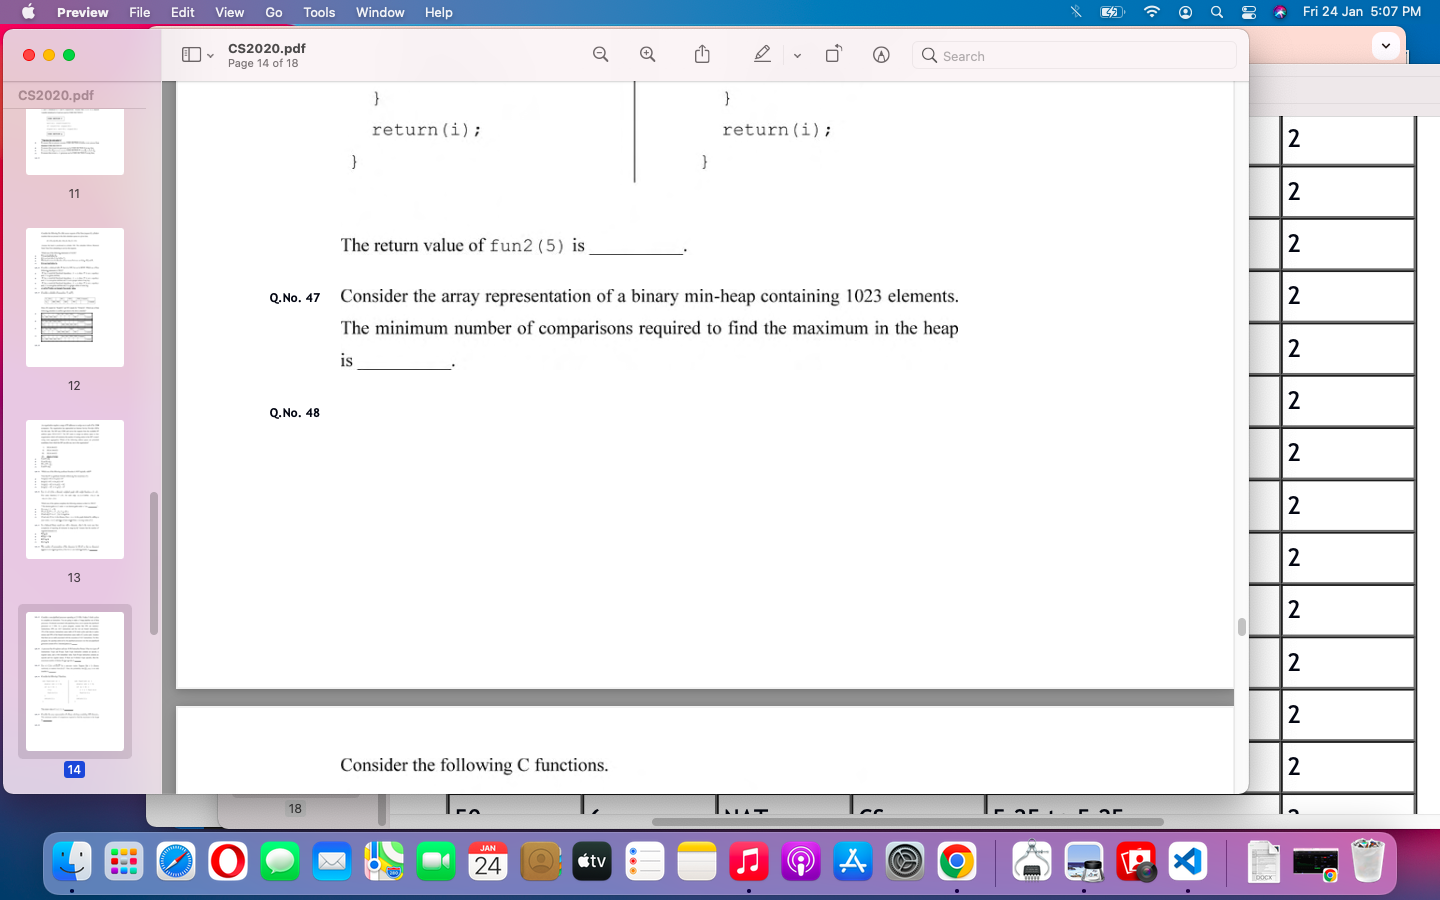 Preview File Edit View Go Tools Window Help Fri 24 Jan 5:07 PM
CS2020.pdf
Page 14 of 18
Search
CS2020.pdf
11
12
13
14
}
return(i);
}
}
return(i);
}
The return value of fun2(5) is __________.
Q.No. 47 Consider the array representation of a binary min-heap containing 1023 elements.
The minimum number of comparisons required to find the maximum in the heap
is __________.
Q.No. 48
Consider the following C functions.
2
2
2
2
2
2
2
2
2
2
2
2
2
18
JAN
24
tv
DOCX